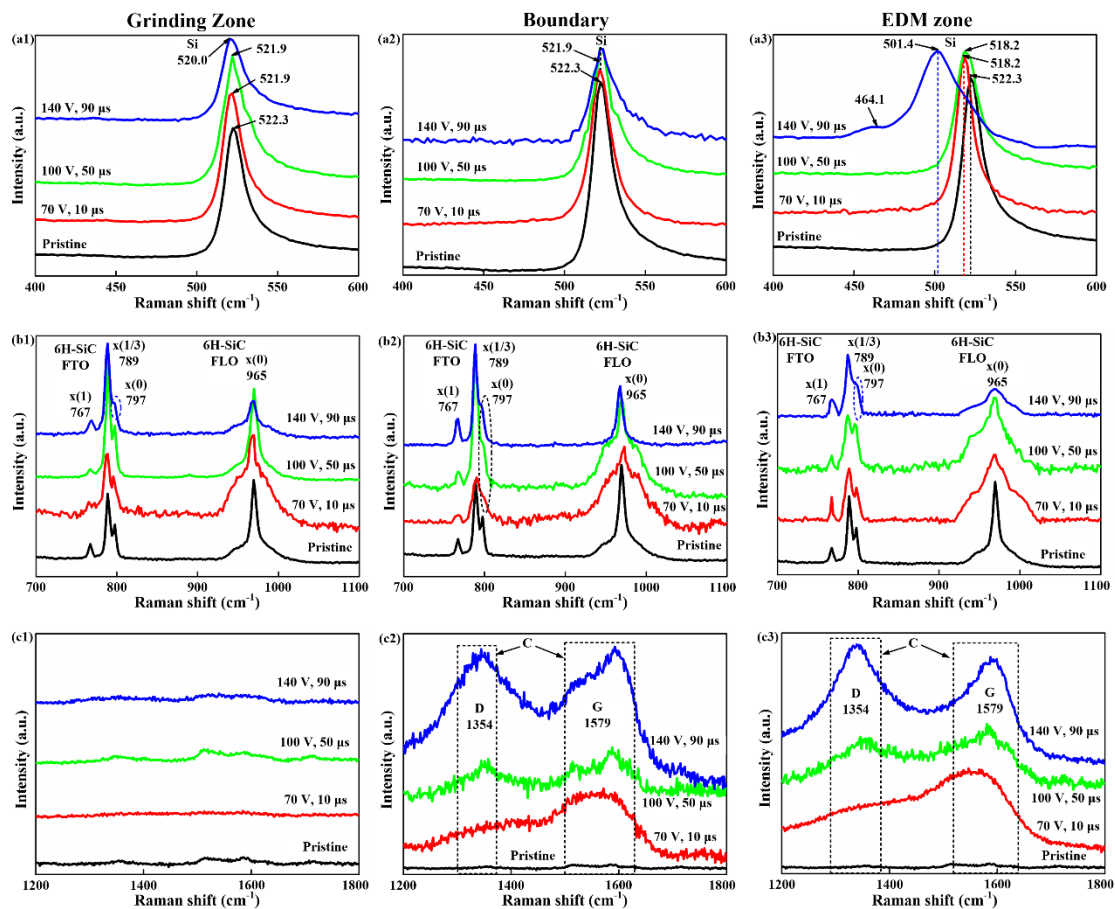 Grinding Zone
Boundary
EDM zone
(a1)
Si
520.0
521.9
521.9
522.3
140 V, 90 μs
100 V, 50 μs
70 V, 10 μs
Pristine
Intensity (a.u.)
400 450 500 550 600
Raman shift (cm⁻¹)
(a2)
Si
521.9
522.3
140 V, 90 μs
100 V, 50 μs
70 V, 10 μs
Pristine
Intensity (a.u.)
400 450 500 550 600
Raman shift (cm⁻¹)
(a3)
501.4
Si
518.2
518.2
522.3
464.1
140 V, 90 μs
100 V, 50 μs
70 V, 10 μs
Pristine
Intensity (a.u.)
400 450 500 550 600
Raman shift (cm⁻¹)
(b1)
6H-SiC
FTO
x(1/3)
789
x(0)
797
x(1)
767
6H-SiC
FLO
x(0)
965
140 V, 90 μs
100 V, 50 μs
70 V, 10 μs
Pristine
Intensity (a.u.)
700 800 900 1000 1100
Raman shift (cm⁻¹)
(b2)
6H-SiC
FTO
x(1/3)
789
x(0)
797
x(1)
767
6H-SiC
FLO
x(0)
965
140 V, 90 μs
100 V, 50 μs
70 V, 10 μs
Pristine
Intensity (a.u.)
700 800 900 1000 1100
Raman shift (cm⁻¹)
(b3)
6H-SiC
FTO
x(1/3)
789
x(0)
797
x(1)
767
6H-SiC
FLO
x(0)
965
140 V, 90 μs
100 V, 50 μs
70 V, 10 μs
Pristine
Intensity (a.u.)
700 800 900 1000 1100
Raman shift (cm⁻¹)
(c1)
140 V, 90 μs
100 V, 50 μs
70 V, 10 μs
Pristine
Intensity (a.u.)
1200 1400 1600 1800
Raman shift (cm⁻¹)
(c2)
C
D
1354
G
1579
140 V, 90 μs
100 V, 50 μs
70 V, 10 μs
Pristine
Intensity (a.u.)
1200 1400 1600 1800
Raman shift (cm⁻¹)
(c3)
C
D
1354
G
1579
140 V, 90 μs
100 V, 50 μs
70 V, 10 μs
Pristine
Intensity (a.u.)
1200 1400 1600 1800
Raman shift (cm⁻¹)